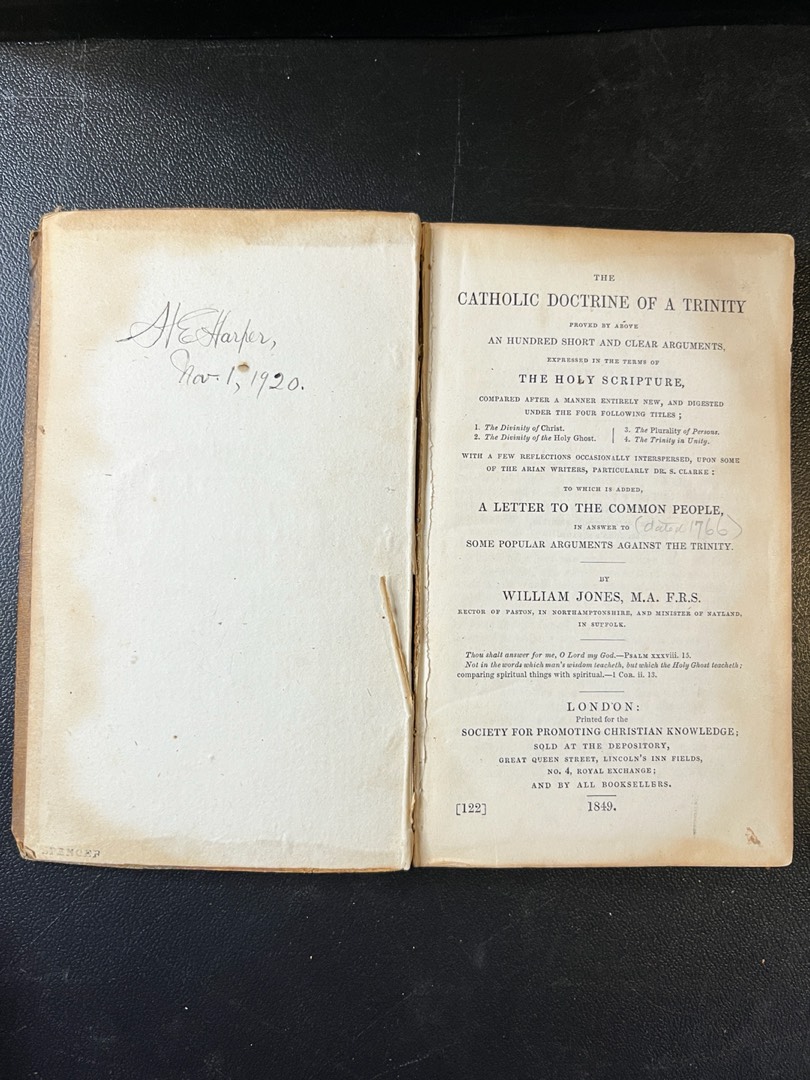 H E Harper,
Nov. 1, 1920.
THE
CATHOLIC DOCTRINE OF A TRINITY
PROVED BY ABOVE
AN HUNDRED SHORT AND CLEAR ARGUMENTS,
EXPRESSED IN THE TERMS OF
THE HOLY SCRIPTURE,
COMPARED AFTER A MANNER ENTIRELY NEW, AND DIGESTED
UNDER THE FOUR FOLLOWING TITLES;
1. The Divinity of Christ.
2. The Divinity of the Holy Ghost.
3. The Plurality of Persons.
4. The Trinity in Unity.
WITH A FEW REFLECTIONS OCCASIONALLY INTERSPERSED, UPON SOME
OF THE ARIAN WRITERS, PARTICULARLY DR. S. CLARKE:
TO WHICH IS ADDED,
A LETTER TO THE COMMON PEOPLE,
IN ANSWER TO (dated 1766)
SOME POPULAR ARGUMENTS AGAINST THE TRINITY.
BY
WILLIAM JONES, M.A. F.R.S.
RECTOR OF PASTON, IN NORTHAMPTONSHIRE, AND MINISTER OF NAYLAND,
IN SUFFOLK.
Thou shalt answer for me, O Lord my God.—PSALM xxxviii. 15.
Not in the words which man's wisdom teacheth, but which the Holy Ghost teacheth;
comparing spiritual things with spiritual.—1 COR. ii. 13.
LONDON:
Printed for the
SOCIETY FOR PROMOTING CHRISTIAN KNOWLEDGE;
SOLD AT THE DEPOSITORY,
GREAT QUEEN STREET, LINCOLN'S INN FIELDS,
NO. 4, ROYAL EXCHANGE;
AND BY ALL BOOKSELLERS.
[122] 1849.